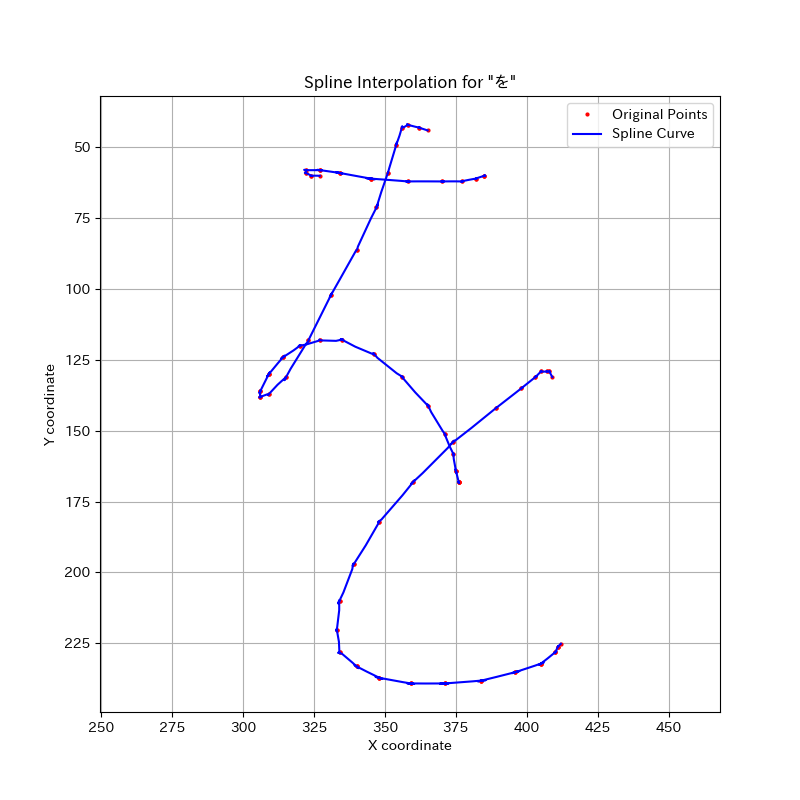 Spline Interpolation for "を"
Original Points
Spline Curve
50
75
100
125
150
175
200
225
Y coordinate
250 275 300 325 350 375 400 425 450
X coordinate
を